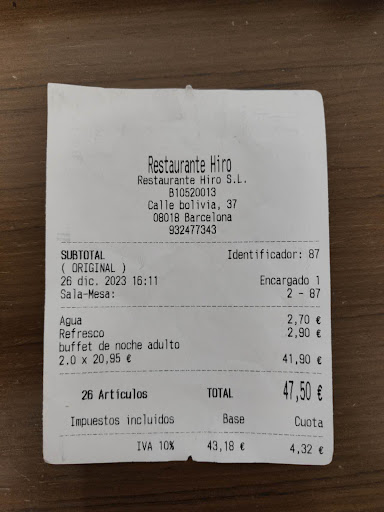 Restaurante Hiro
Restaurante Hiro S.L.
B10520013
Calle bolivia, 37
08018 Barcelona
932477343
SUBTOTAL Identificador: 87
( ORIGINAL )
26 dic. 2023 16:11 Encargado 1
Sala-Mesa: 2 - 87
Agua 2,70 €
Refresco 2,90 €
buffet de noche adulto
2.0 x 20,95 € 41,90 €
26 Artículos TOTAL 47,50 €
Impuestos incluidos Base Cuota
IVA 10% 43,18 € 4,32 €